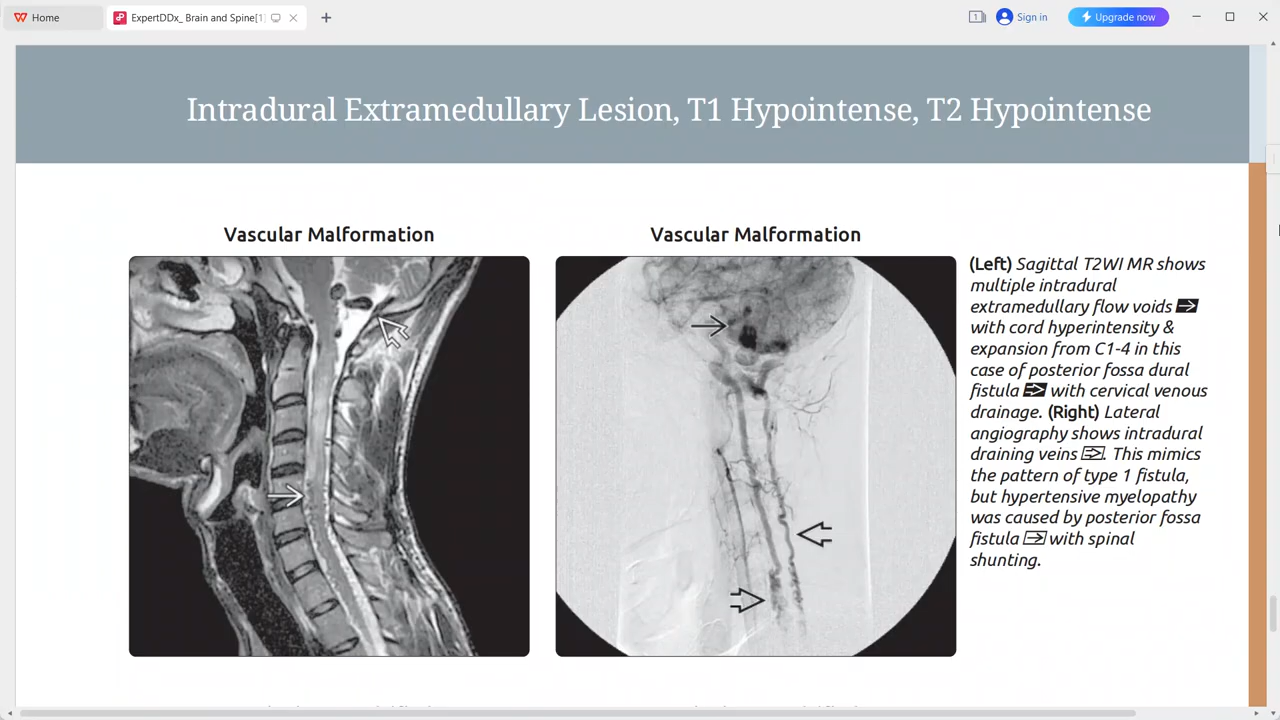 Home
ExpertDDx_ Brain and Spine[1]
1
Sign in
Upgrade now
Intradural Extramedullary Lesion, T1 Hypointense, T2 Hypointense
Vascular Malformation
Vascular Malformation
(Left) Sagittal T2WI MR shows
multiple intradural
extramedullary flow voids
with cord hyperintensity &
expansion from C1-4 in this
case of posterior fossa dural
fistula with cervical venous
drainage. (Right) Lateral
angiography shows intradural
draining veins . This mimics
the pattern of type 1 fistula,
but hypertensive myelopathy
was caused by posterior fossa
fistula with spinal
shunting.